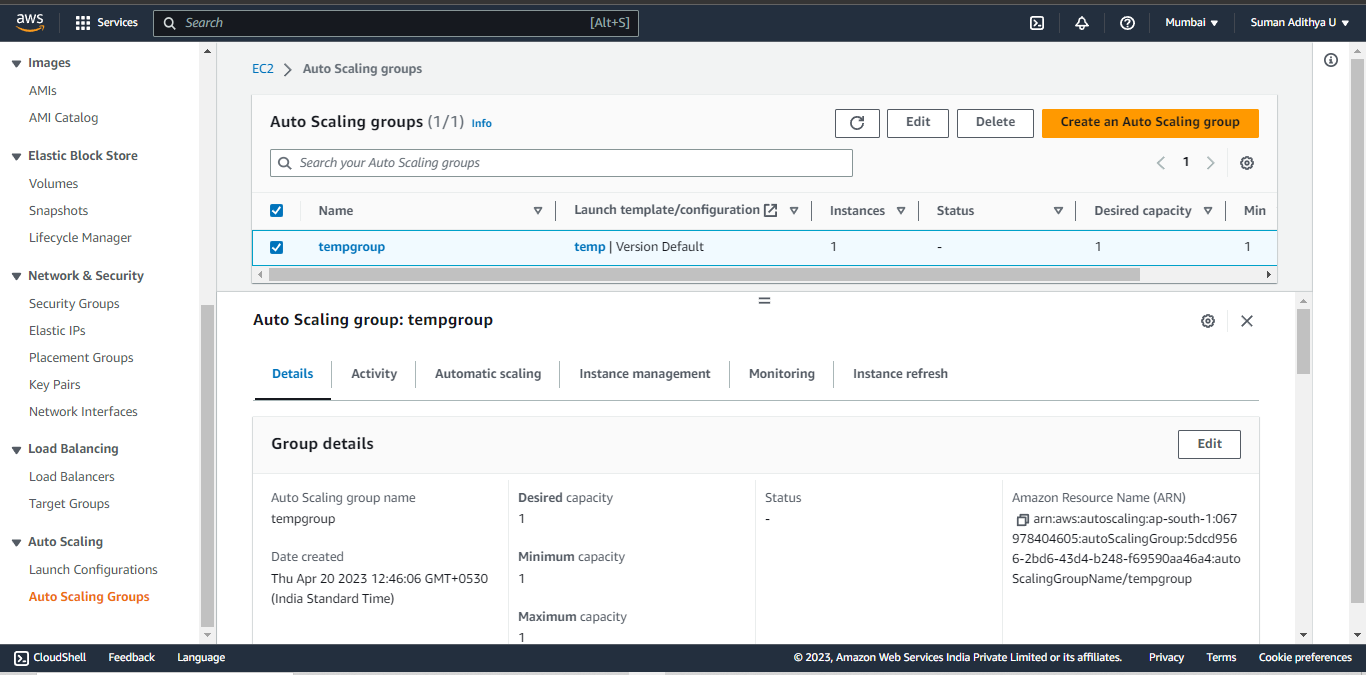 aws
Services
Search
[Alt+S]
Mumbai
Suman Adithya U
Images
AMIs
AMI Catalog
Elastic Block Store
Volumes
Snapshots
Lifecycle Manager
Network & Security
Security Groups
Elastic IPs
Placement Groups
Key Pairs
Network Interfaces
Load Balancing
Load Balancers
Target Groups
Auto Scaling
Launch Configurations
Auto Scaling Groups
EC2
Auto Scaling groups
Auto Scaling groups (1/1) Info
Edit
Delete
Create an Auto Scaling group
Search your Auto Scaling groups
1
Name
Launch template/configuration
Instances
Status
Desired capacity
Min
tempgroup
temp | Version Default
1
-
1
1
Auto Scaling group: tempgroup
Details
Activity
Automatic scaling
Instance management
Monitoring
Instance refresh
Group details
Edit
Auto Scaling group name
tempgroup
Date created
Thu Apr 20 2023 12:46:06 GMT+0530
(India Standard Time)
Desired capacity
1
Minimum capacity
1
Maximum capacity
1
Status
-
Amazon Resource Name (ARN)
arn:aws:autoscaling:ap-south-1:067
978404605:autoScalingGroup:5dcd956
6-2bd6-43d4-b248-f69590aa46a4:auto
ScalingGroupName/tempgroup
CloudShell
Feedback
Language
© 2023, Amazon Web Services India Private Limited or its affiliates.
Privacy
Terms
Cookie preferences